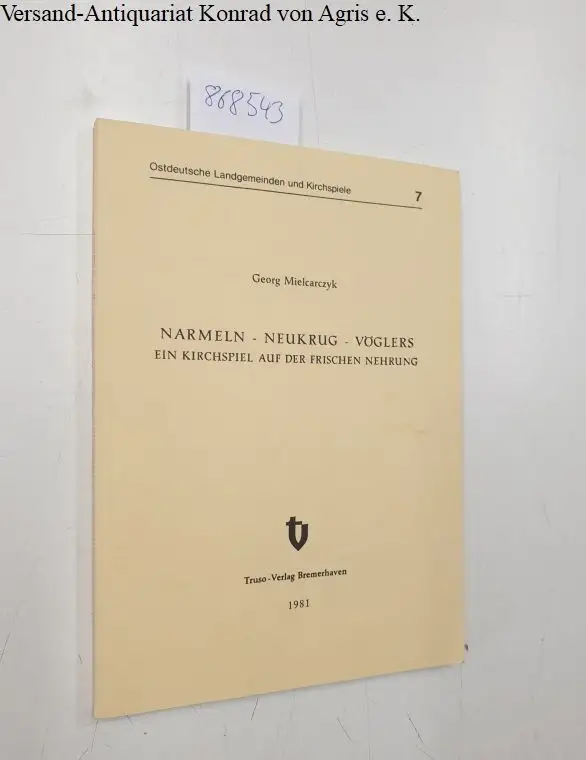 Versand-Antiquariat Konrad von Agris e. K.
868543
Ostdeutsche Landgemeinden und Kirchspiele 7
Georg Mielcarczyk
NARMELN - NEUKRUG - VÖGLERS
EIN KIRCHSPIEL AUF DER FRISCHEN NEHRUNG
tv
Truso-Verlag Bremerhaven
1981